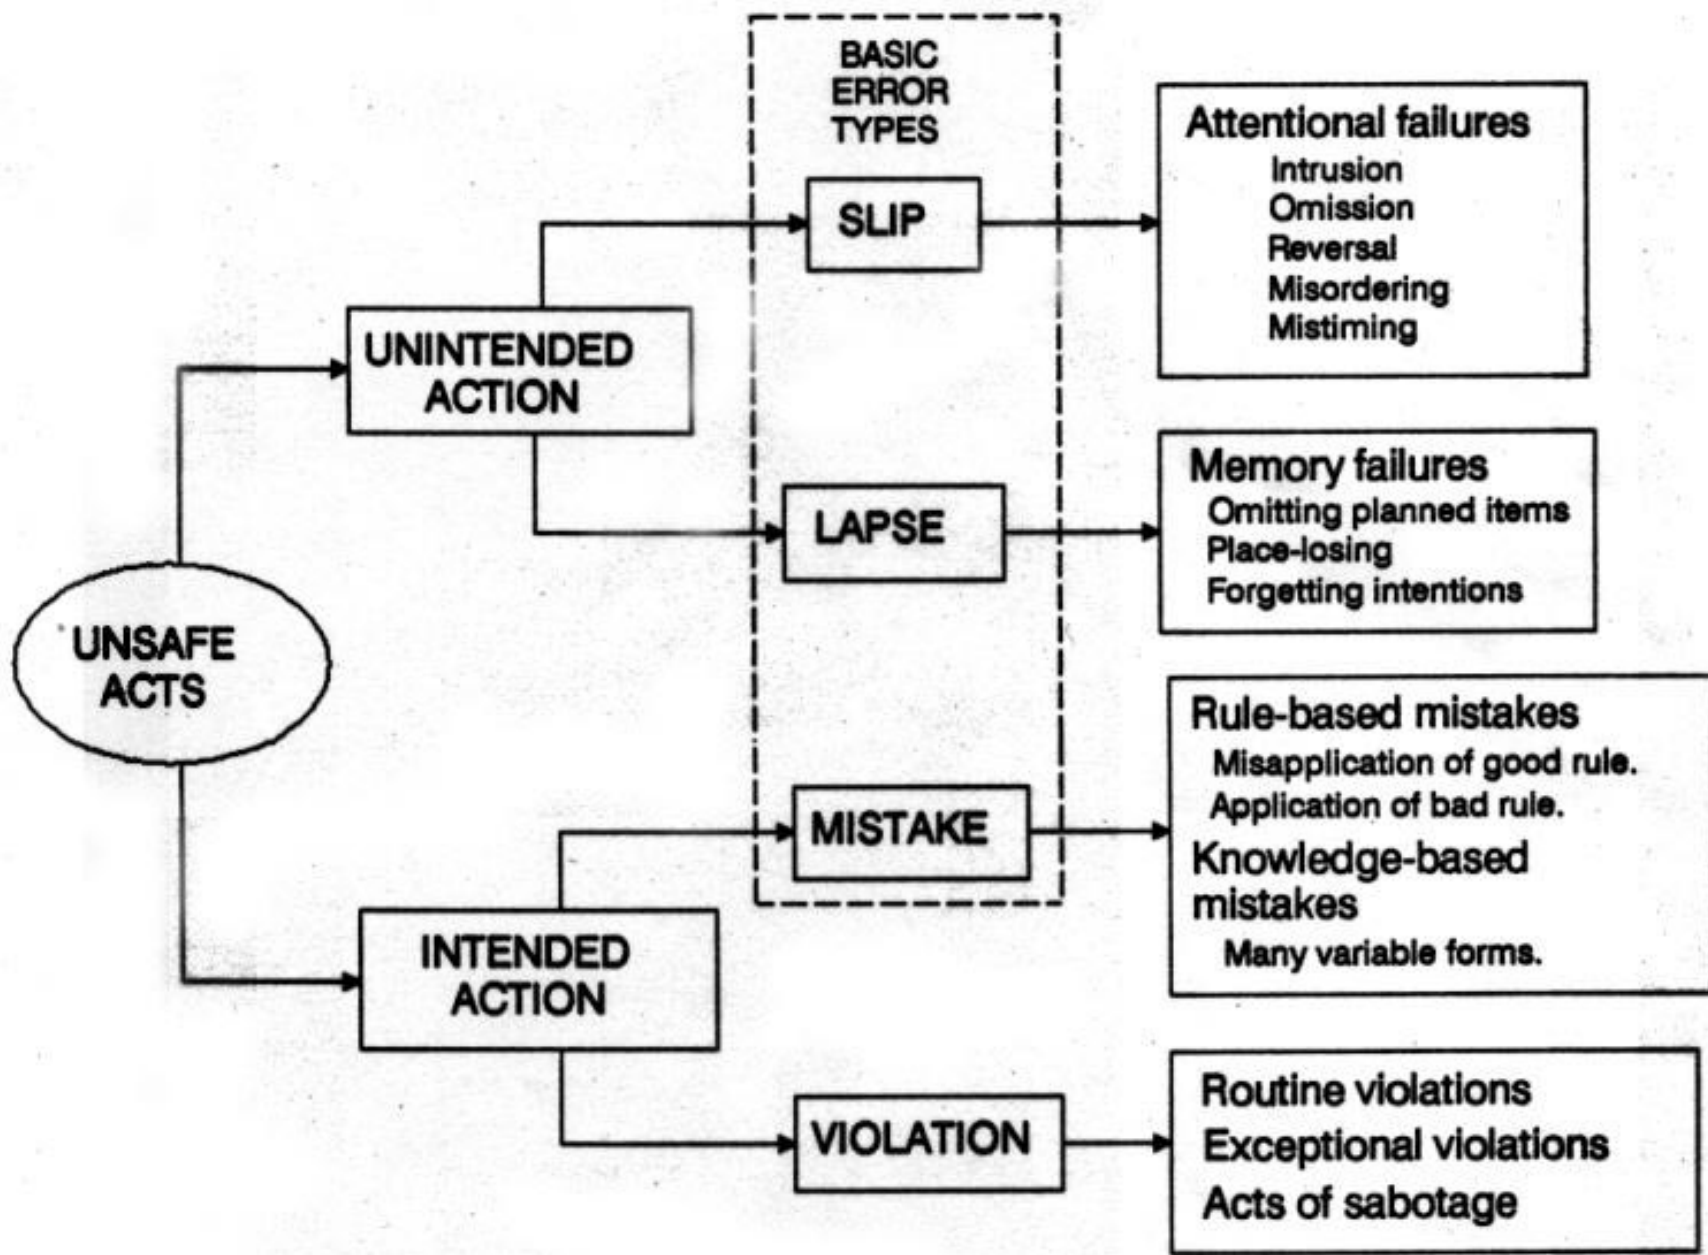 BASIC
ERROR
TYPES
SLIP
Attentional failures
Intrusion
Omission
Reversal
Misordering
Mistiming
UNINTENDED
ACTION
LAPSE
Memory failures
Omitting planned items
Place-losing
Forgetting intentions
UNSAFE
ACTS
MISTAKE
Rule-based mistakes
Misapplication of good rule.
Application of bad rule.
Knowledge-based
mistakes
Many variable forms.
INTENDED
ACTION
VIOLATION
Routine violations
Exceptional violations
Acts of sabotage